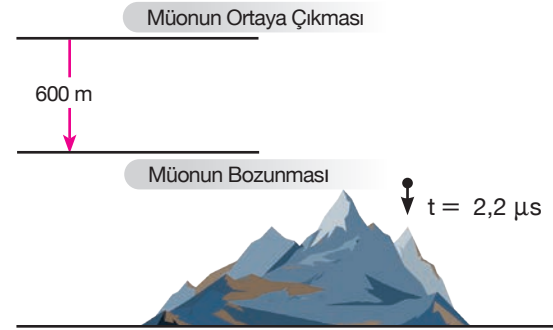 Müonun Ortaya Çıkması
600 m
Müonun Bozunması
t = 2,2 µs